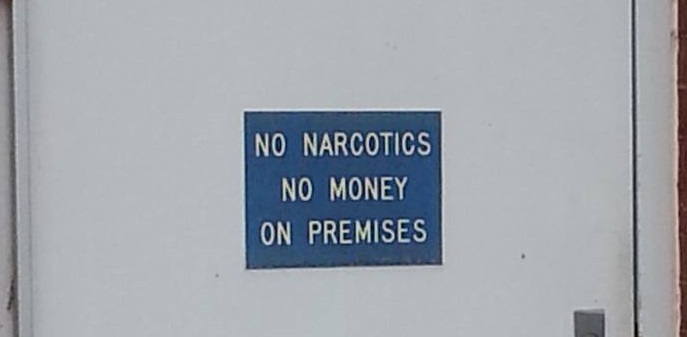 NO NARCOTICS
NO MONEY
ON PREMISES